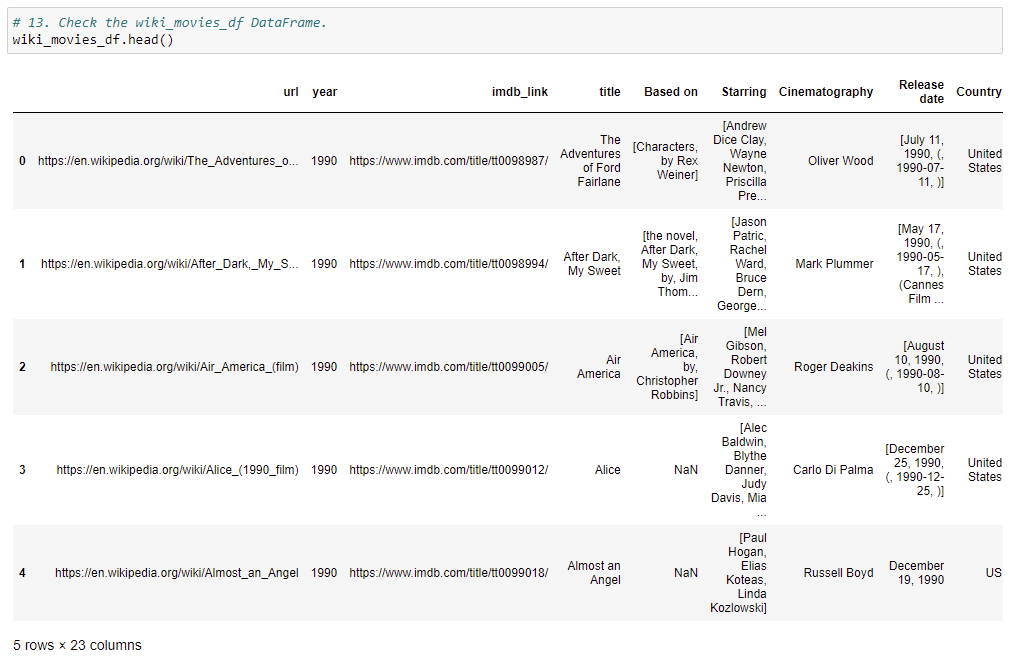 # 13. Check the wiki_movies_df DataFrame.
wiki_movies_df.head()
url year imdb_link title Based on Starring Cinematography Release date Country
0 https://en.wikipedia.org/wiki/The_Adventures_o... 1990 https://www.imdb.com/title/tt0098987/ The Adventures of Ford Fairlane [Characters, by Rex Weiner] [Andrew Dice Clay, Wayne Newton, Priscilla Pre... Oliver Wood [July 11, 1990, (, 1990-07-11, )] United States
1 https://en.wikipedia.org/wiki/After_Dark,_My_S... 1990 https://www.imdb.com/title/tt0098994/ After Dark, My Sweet [the novel, After Dark, My Sweet, by, Jim Thom... [Jason Patric, Rachel Ward, Bruce Dern, George... Mark Plummer [May 17, 1990, (, 1990-05-17, ), (Cannes Film ... United States
2 https://en.wikipedia.org/wiki/Air_America_(film) 1990 https://www.imdb.com/title/tt0099005/ Air America [Air America, by, Christopher Robbins] [Mel Gibson, Robert Downey Jr., Nancy Travis, ... Roger Deakins [August 10, 1990, (, 1990-08-10, )] United States
3 https://en.wikipedia.org/wiki/Alice_(1990_film) 1990 https://www.imdb.com/title/tt0099012/ Alice NaN [Alec Baldwin, Blythe Danner, Judy Davis, Mia ... Carlo Di Palma [December 25, 1990, (, 1990-12-25, )] United States
4 https://en.wikipedia.org/wiki/Almost_an_Angel 1990 https://www.imdb.com/title/tt0099018/ Almost an Angel NaN [Paul Hogan, Elias Koteas, Linda Kozlowski] Russell Boyd December 19, 1990 US
5 rows × 23 columns